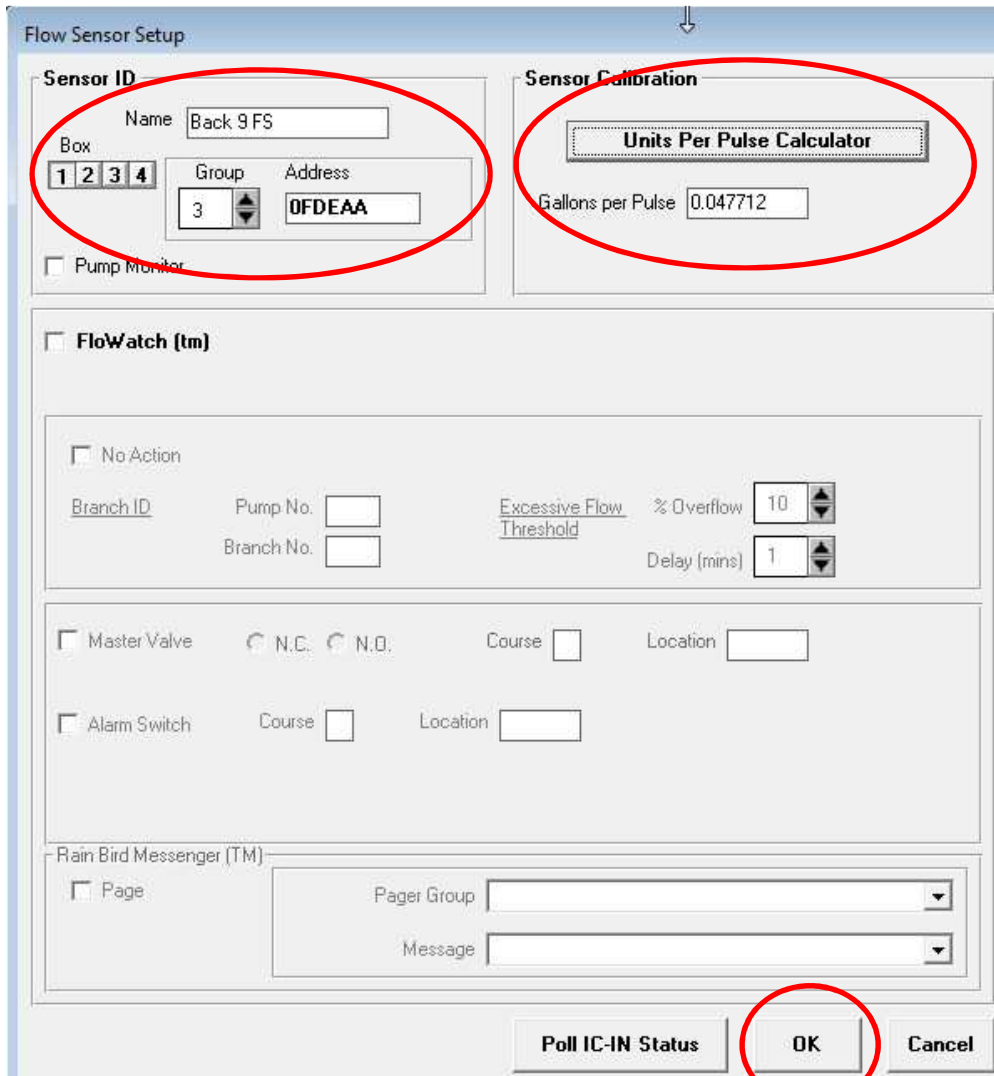 Flow Sensor Setup
Sensor ID
Name Back 9 FS
Box
1 2 3 4
Group Address
3 0FDEAA
Pump Monitor
Sensor Calibration
Units Per Pulse Calculator
Gallons per Pulse 0.047712
FloWatch (tm)
No Action
Branch ID Pump No.
Branch No.
Excessive Flow % Overflow 10
Threshold
Delay (mins) 1
Master Valve N.C. N.O. Course Location
Alarm Switch Course Location
Rain Bird Messenger (TM)
Page Pager Group
Message
Poll IC-IN Status OK Cancel